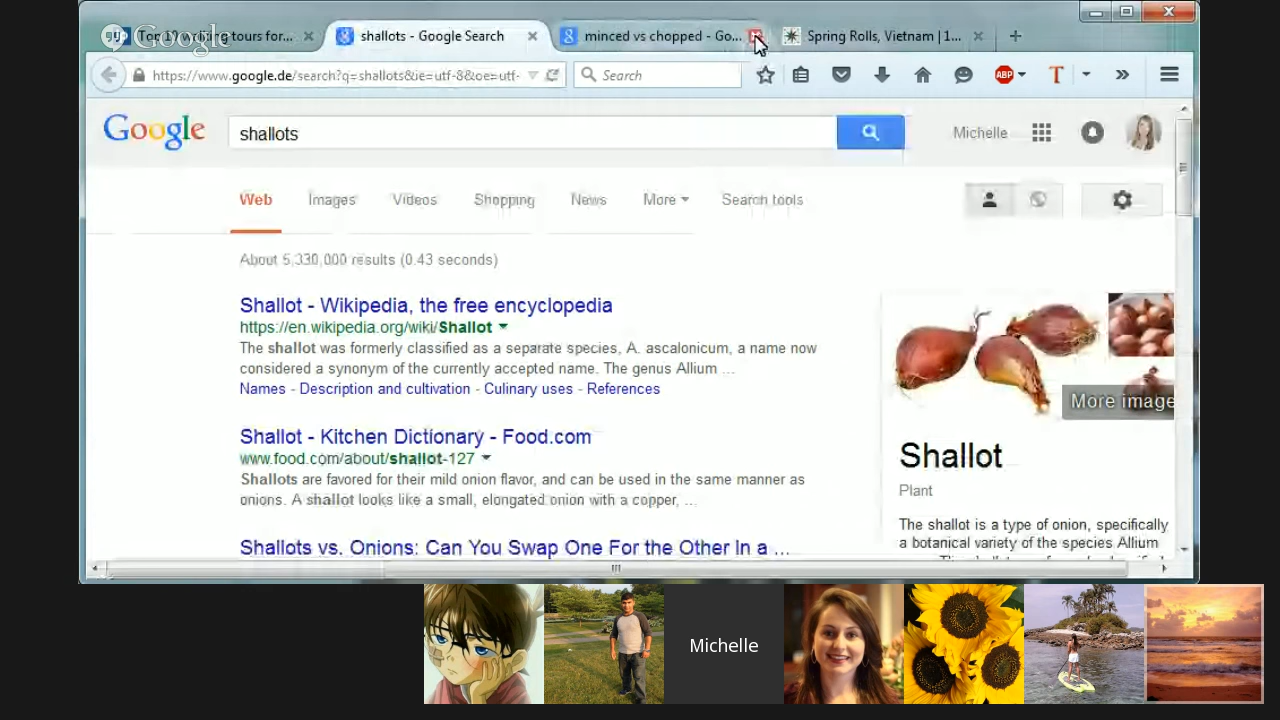 Top 10 writing tours for...
shallots - Google Search
minced vs chopped - Go...
Spring Rolls, Vietnam | 1...
Google
https://www.google.de/search?q=shallots&ie=utf-8&oe=utf-
Search
ABP
T
Google
shallots
Michelle
Web
Images
Videos
Shopping
News
More
Search tools
About 5,330,000 results (0.43 seconds)
Shallot - Wikipedia, the free encyclopedia
https://en.wikipedia.org/wiki/Shallot
The shallot was formerly classified as a separate species, A. ascalonicum, a name now
considered a synonym of the currently accepted name. The genus Allium ...
Names - Description and cultivation - Culinary uses - References
Shallot - Kitchen Dictionary - Food.com
www.food.com/about/shallot-127
Shallots are favored for their mild onion flavor, and can be used in the same manner as
onions. A shallot looks like a small, elongated onion with a copper, ...
Shallots vs. Onions: Can You Swap One For the Other In a ...
More image
Shallot
Plant
The shallot is a type of onion, specifically
a botanical variety of the species Allium
Michelle